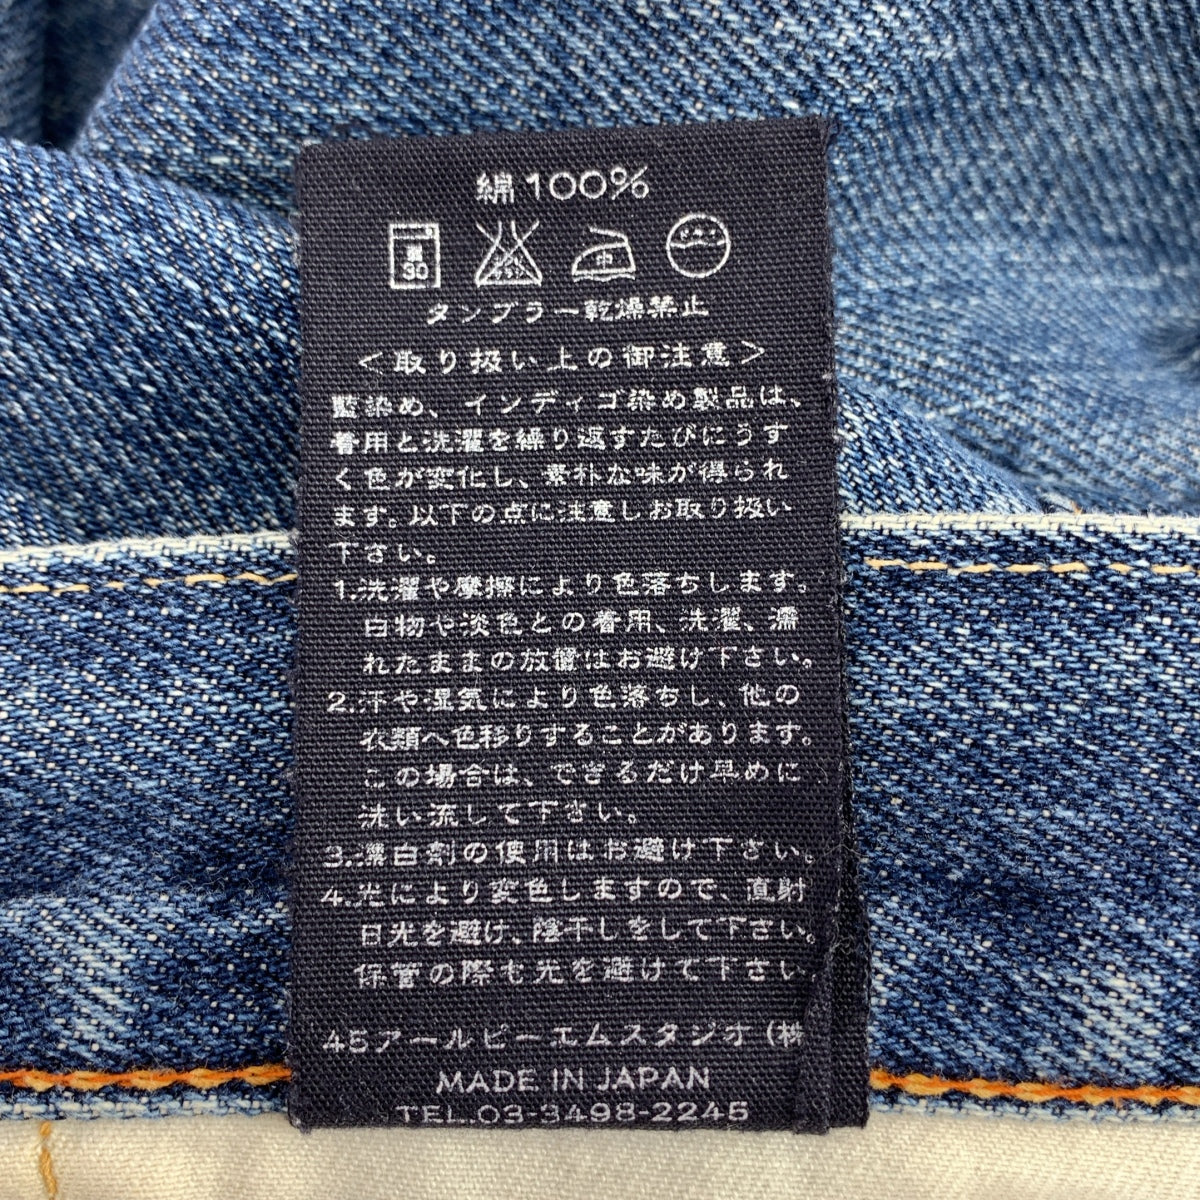 綿100%
弱
30
中
タンブラー乾燥禁止
<取り扱い上の御注意>
藍染め、インディゴ染め製品は、
着用と洗濯を繰り返すたびにうす
く色が変化し、素朴な味が得られ
ます。以下の点に注意しお取り扱い
下さい。
1.洗濯や摩擦により色落ちします。
白物や淡色との着用、洗濯、濡
れたままの放置はお避け下さい。
2.汗や湿気により色落ちし、他の
衣類へ色移りすることがあります。
この場合は、できるだけ早めに
洗い流して下さい。
3.漂白剤の使用はお避け下さい。
4.光により変色しますので、直射
日光を避け、陰干しをして下さい。
保管の際も光を避けて下さい
45アールピーエムスタジオ(株
MADE IN JAPAN
TEL.03-3498-2245